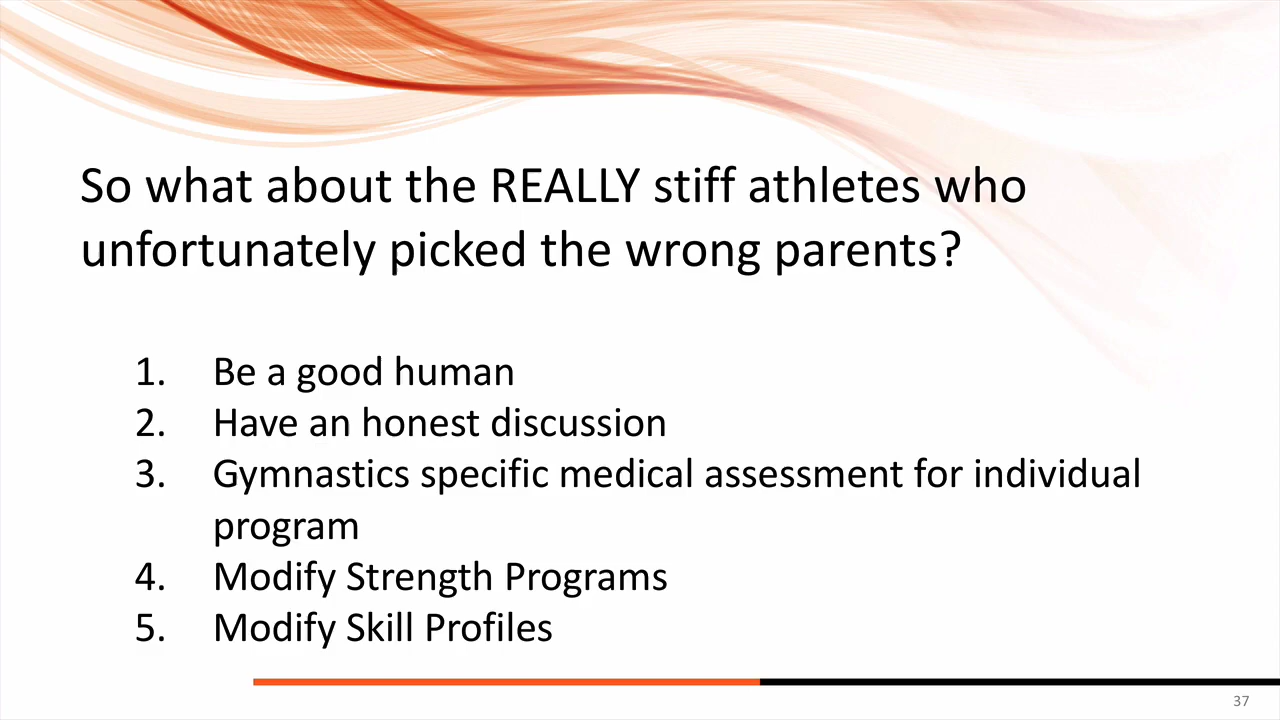 So what about the REALLY stiff athletes who
unfortunately picked the wrong parents?
1. Be a good human
2. Have an honest discussion
3. Gymnastics specific medical assessment for individual
program
4. Modify Strength Programs
5. Modify Skill Profiles
37